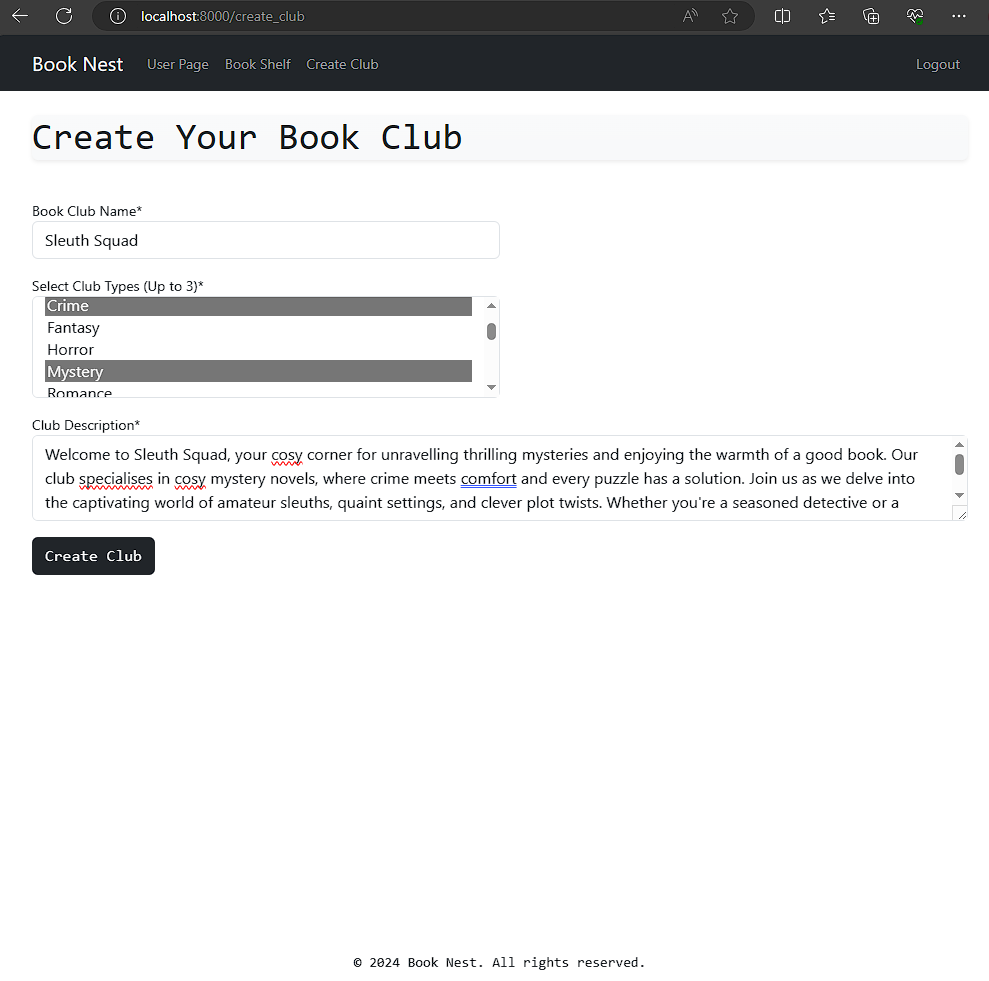 localhost:8000/create_club
Book Nest User Page Book Shelf Create Club Logout
Create Your Book Club
Book Club Name*
Sleuth Squad
Select Club Types (Up to 3)*
Crime
Fantasy
Horror
Mystery
Romance
Club Description*
Welcome to Sleuth Squad, your cosy corner for unravelling thrilling mysteries and enjoying the warmth of a good book. Our
club specialises in cosy mystery novels, where crime meets comfort and every puzzle has a solution. Join us as we delve into
the captivating world of amateur sleuths, quaint settings, and clever plot twists. Whether you're a seasoned detective or a
Create Club
© 2024 Book Nest. All rights reserved.